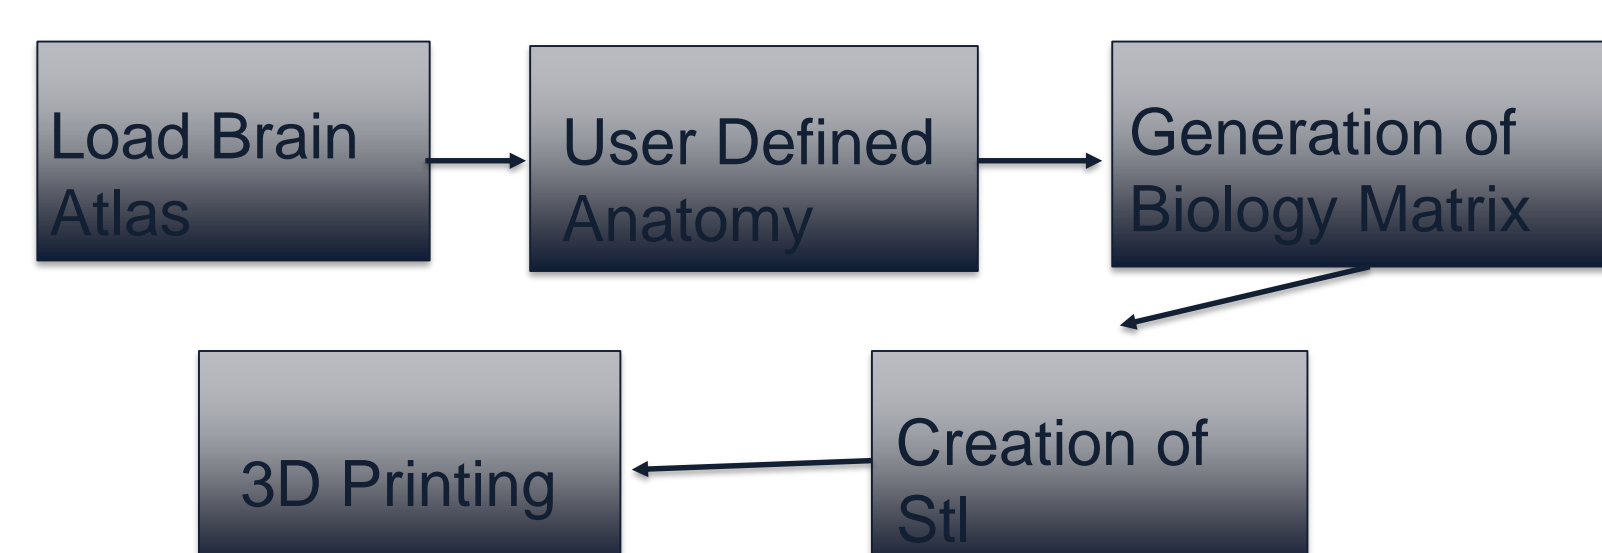 Load Brain
Atlas
User Defined
Anatomy
Generation of
Biology Matrix
Creation of
Stl
3D Printing